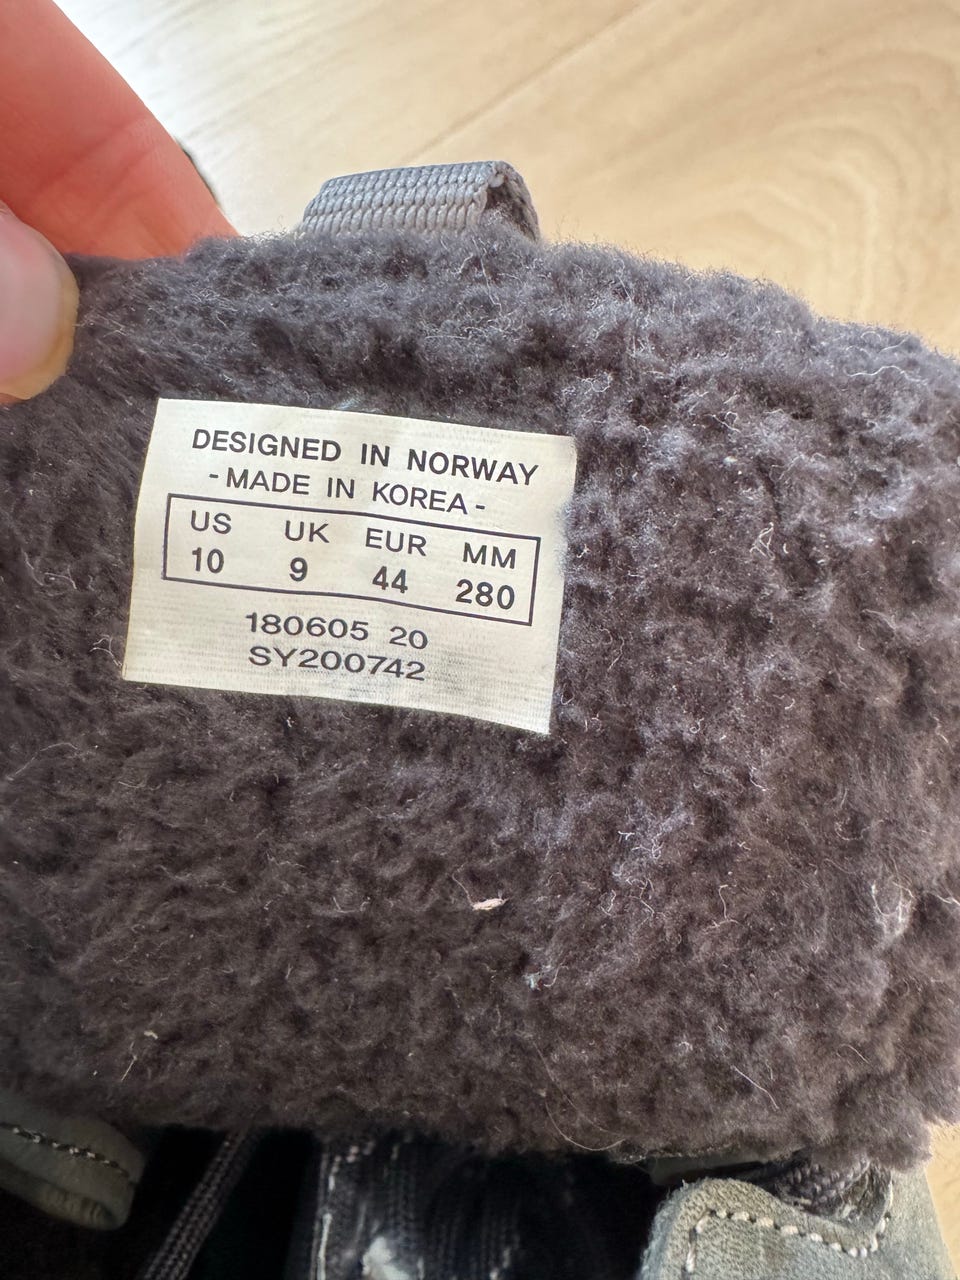 DESIGNED IN NORWAY
- MADE IN KOREA -
US UK EUR MM
10 9 44 280
180605 20
SY200742